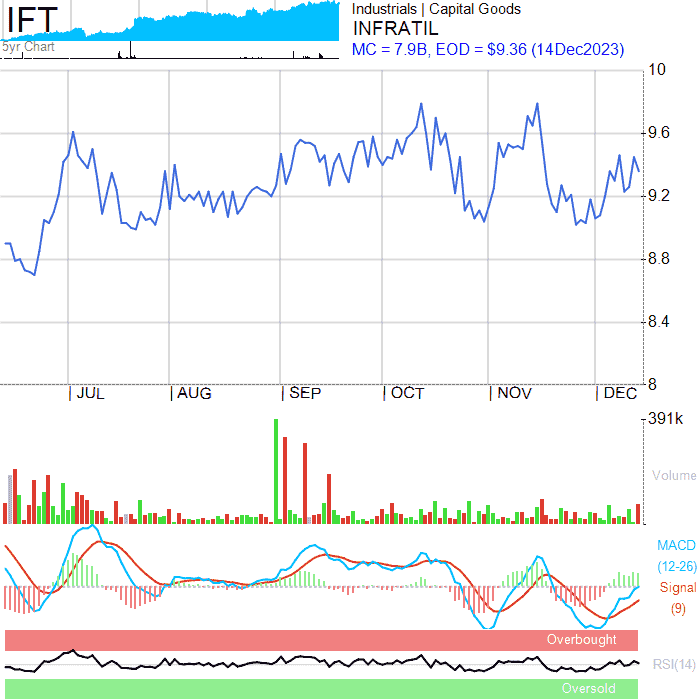 IFT
5yr Chart
Industrials | Capital Goods
INFRATIL
MC = 7.9B, EOD = $9.36 (14Dec2023)
10
9.6
9.2
8.8
8.4
8
JUL
AUG
SEP
OCT
NOV
DEC
391k
Volume
MACD
(12-26)
Signal
(9)
Overbought
RSI(14)
Oversold